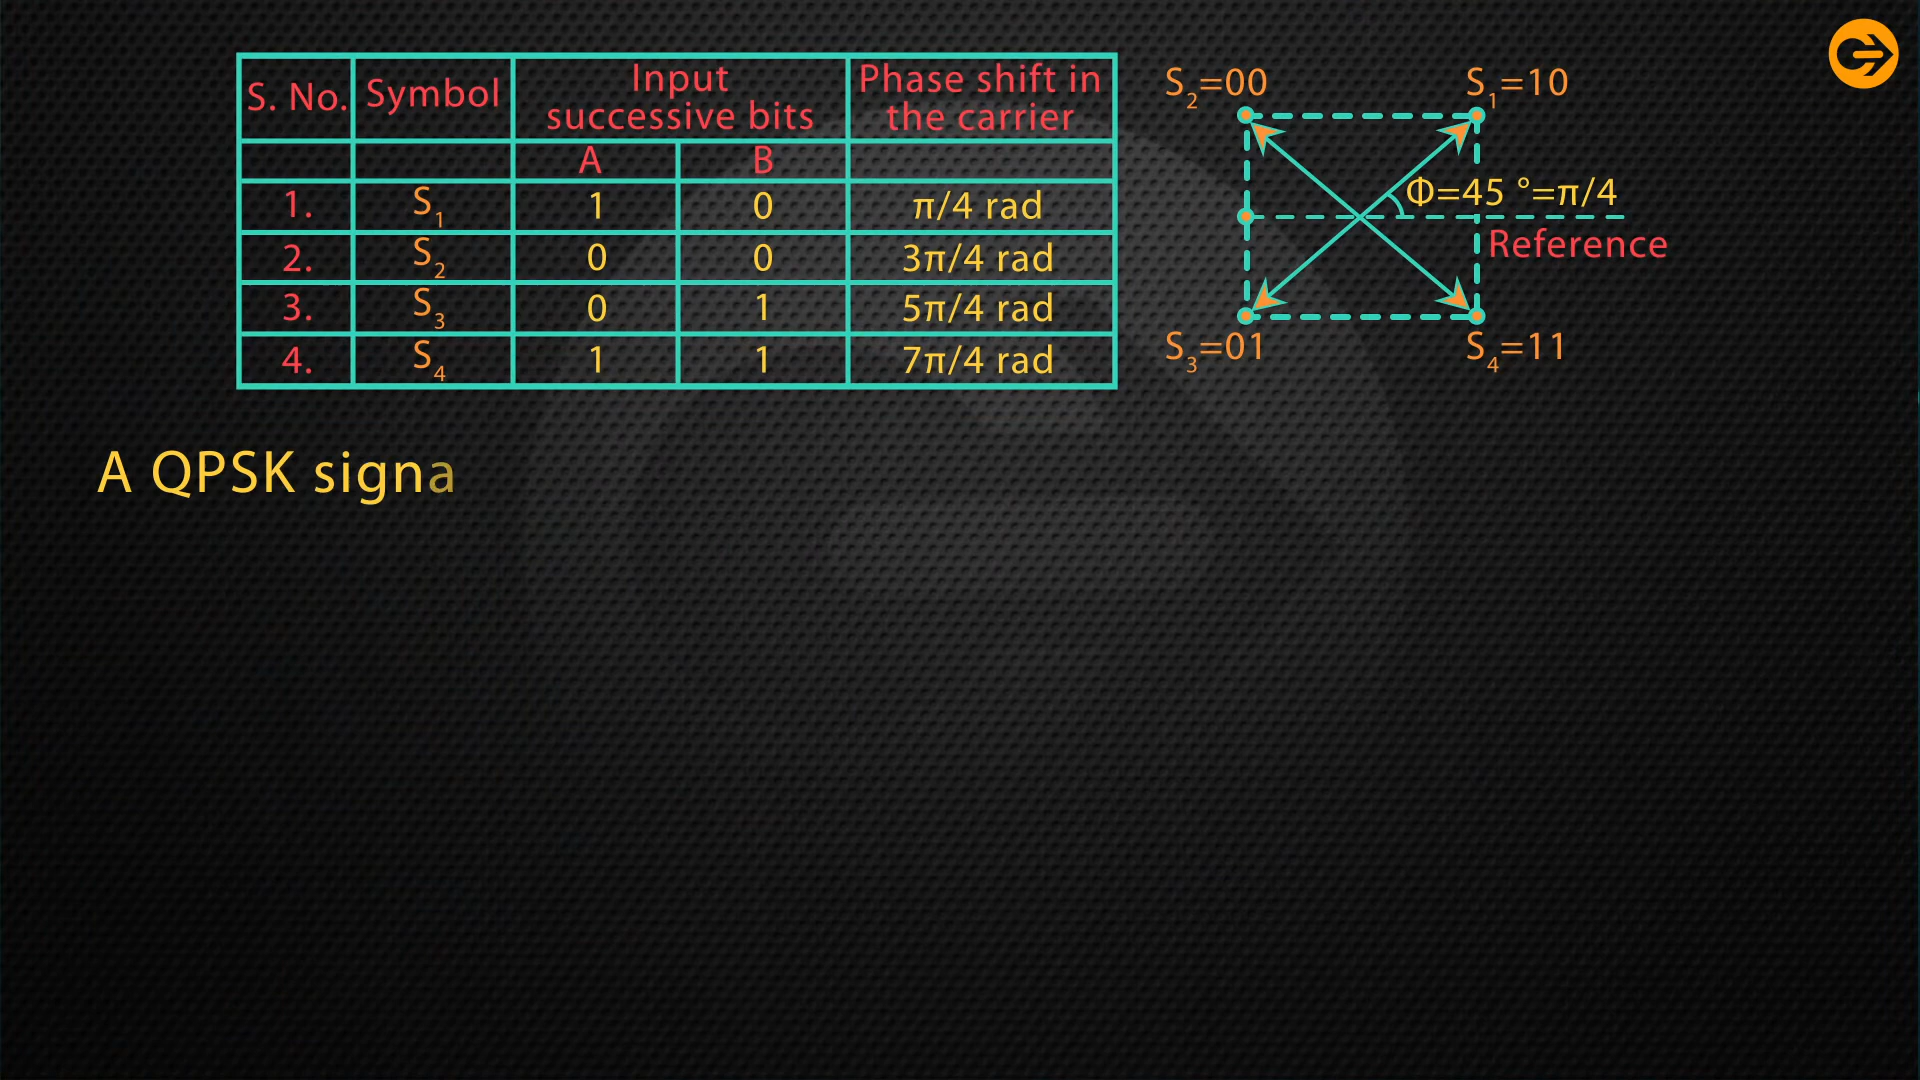 S. No. Symbol Input successive bits Phase shift in the carrier
A B
1. S1 1 0 π/4 rad
2. S2 0 0 3π/4 rad
3. S3 0 1 5π/4 rad
4. S4 1 1 7π/4 rad
S2=00 S1=10
Φ=45 °=π/4
Reference
S3=01 S4=11
A QPSK signa